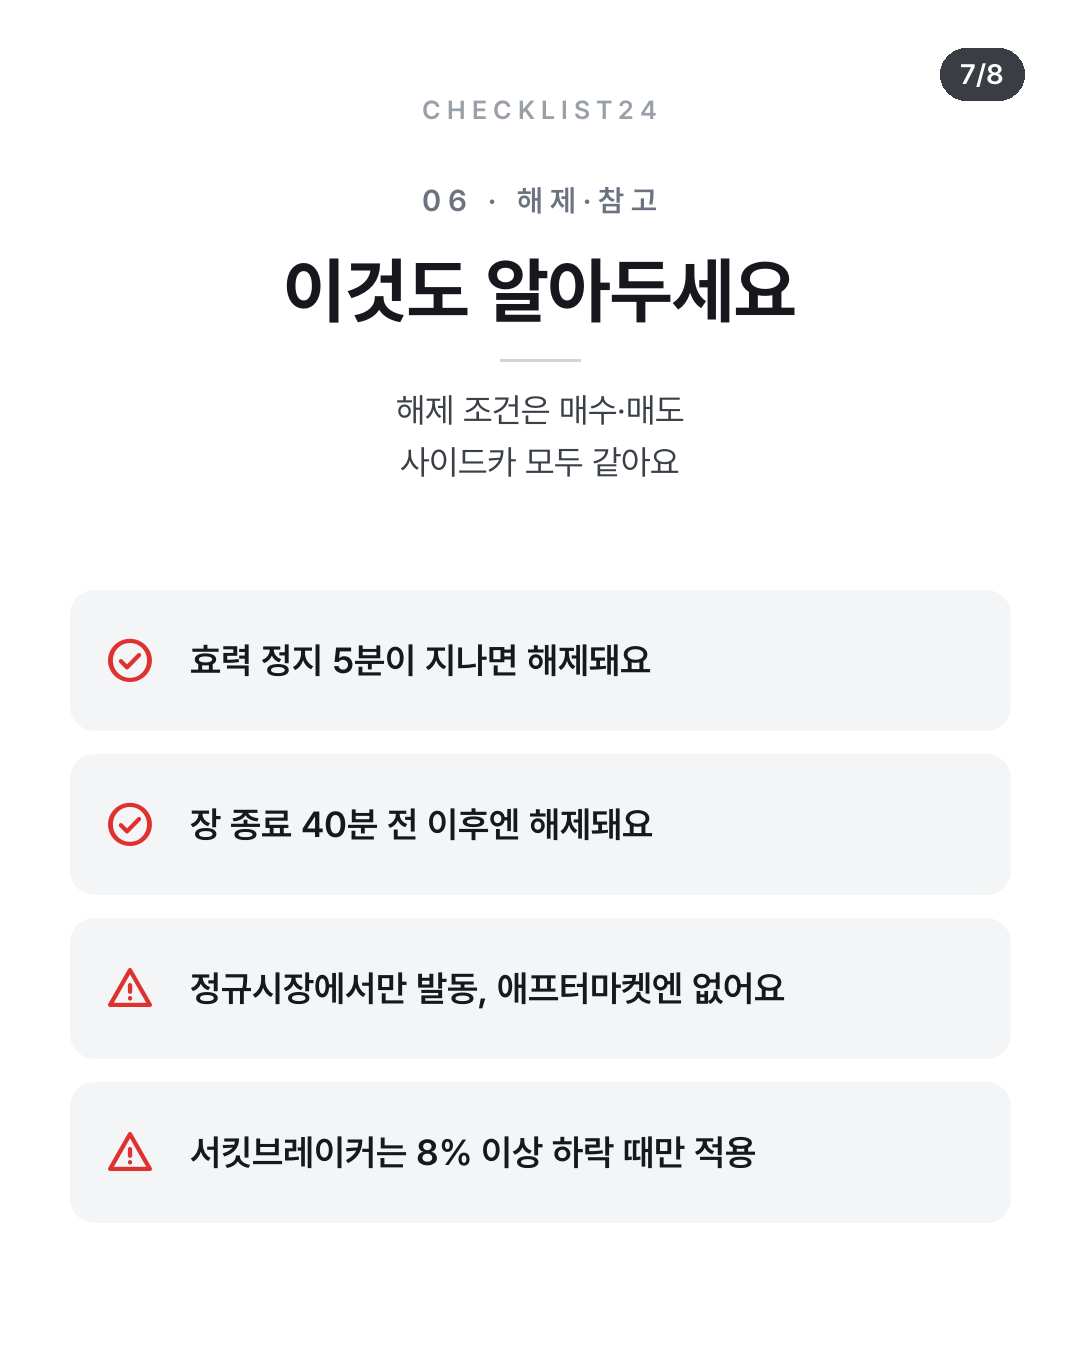 7/8
CHECKLIST24
06 · 해제·참고
이것도 알아두세요
해제 조건은 매수·매도
사이드카 모두 같아요
효력 정지 5분이 지나면 해제돼요
장 종료 40분 전 이후엔 해제돼요
정규시장에서만 발동, 애프터마켓엔 없어요
서킷브레이커는 8% 이상 하락 때만 적용